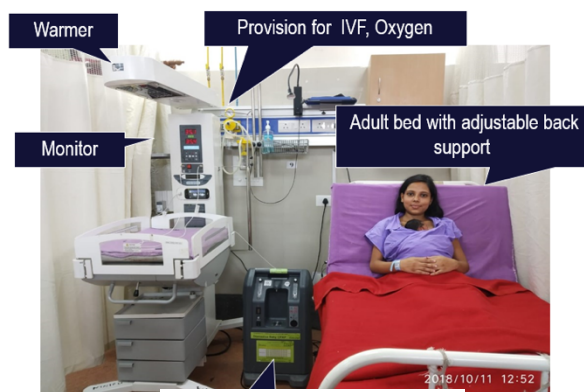 Warmer
Provision for IVF, Oxygen
Monitor
Adult bed with adjustable back
support
2018/10/11 12:52